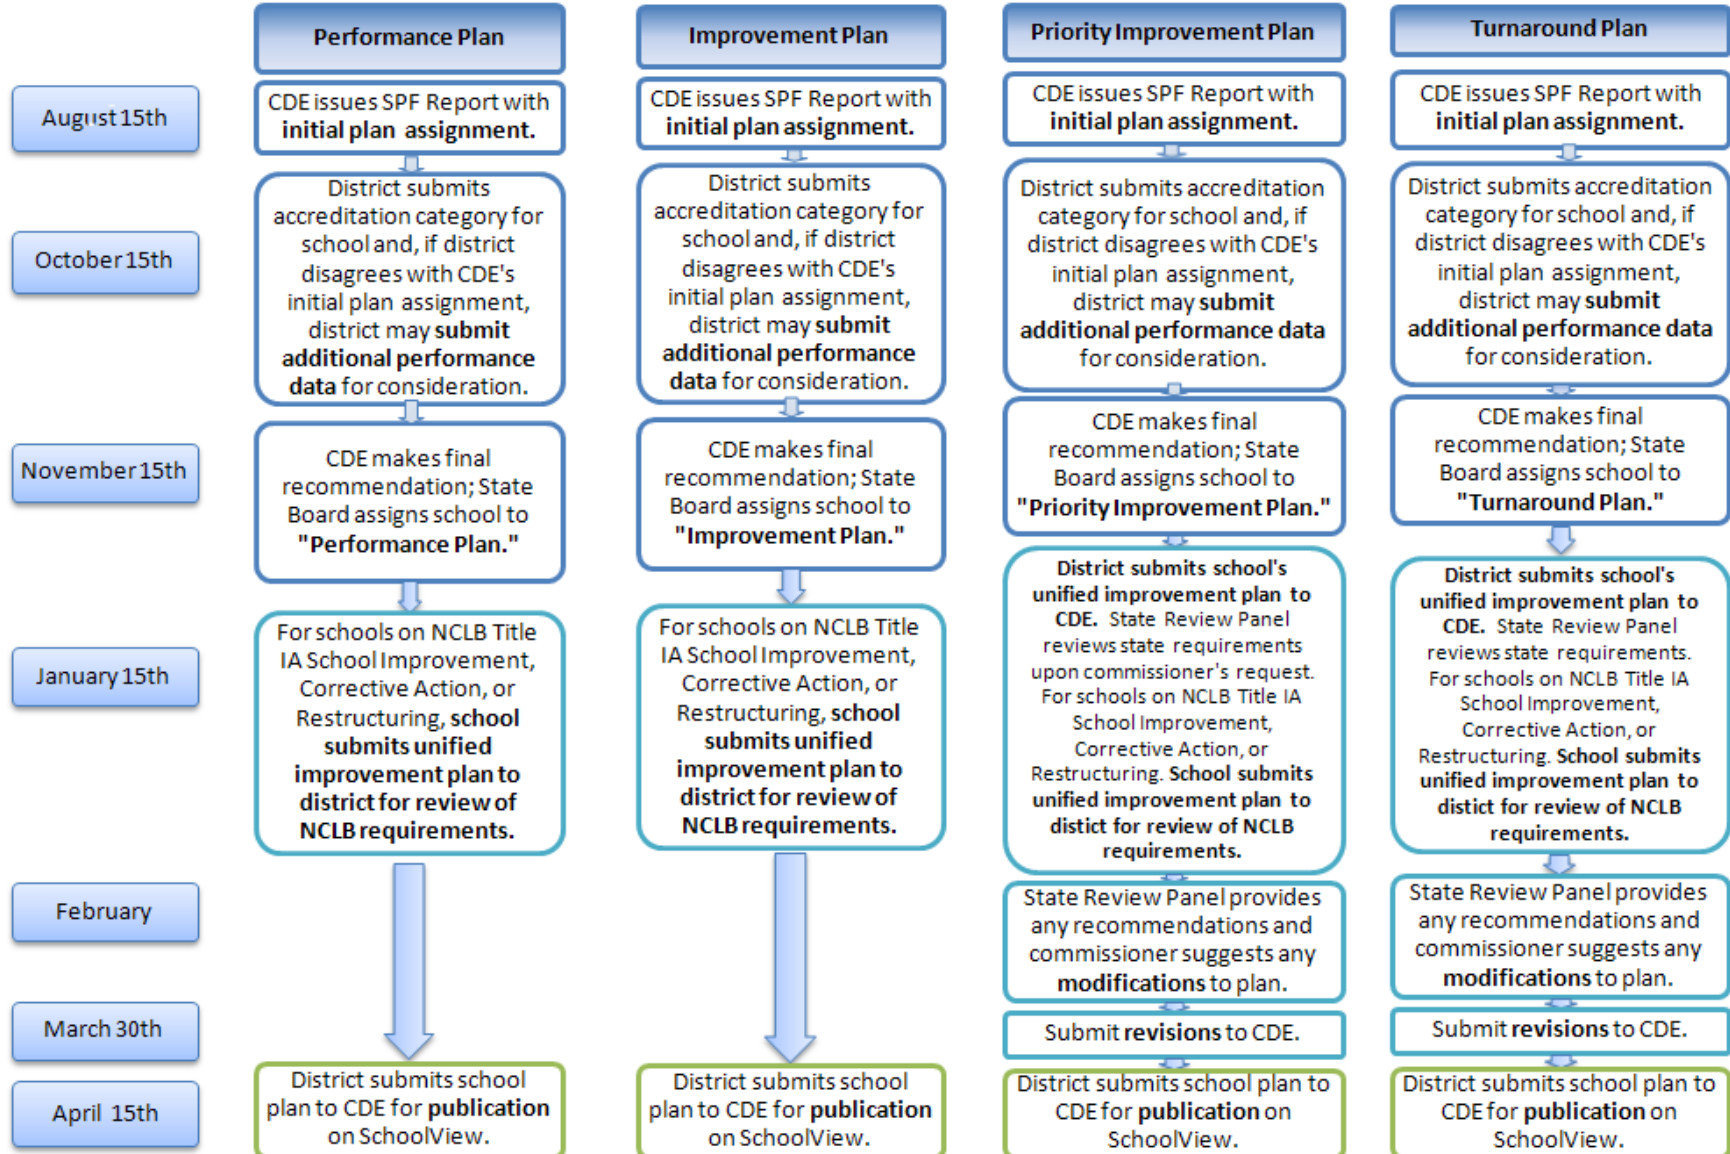 Performance Plan
Improvement Plan
Priority Improvement Plan
Turnaround Plan
August 15th
CDE issues SPF Report with
initial plan assignment.
CDE issues SPF Report with
initial plan assignment.
CDE issues SPF Report with
initial plan assignment.
CDE issues SPF Report with
initial plan assignment.
October 15th
District submits
accreditation category for
school and, if district
disagrees with CDE's
initial plan assignment,
district may submit
additional performance
data for consideration.
District submits
accreditation category for
school and, if district
disagrees with CDE's
initial plan assignment,
district may submit
additional performance
data for consideration.
District submits accreditation
category for school and, if
district disagrees with CDE's
initial plan assignment,
district may submit
additional performance data
for consideration.
District submits accreditation
category for school and, if
district disagrees with CDE's
initial plan assignment,
district may submit
additional performance data
for consideration.
November 15th
CDE makes final
recommendation; State
Board assigns school to
"Performance Plan."
CDE makes final
recommendation; State
Board assigns school to
"Improvement Plan."
CDE makes final
recommendation; State
Board assigns school to
"Priority Improvement Plan."
CDE makes final
recommendation; State
Board assigns school to
"Turnaround Plan."
January 15th
For schools on NCLB Title
IA School Improvement,
Corrective Action, or
Restructuring, school
submits unified
improvement plan to
district for review of
NCLB requirements.
For schools on NCLB Title
IA School Improvement,
Corrective Action, or
Restructuring, school
submits unified
improvement plan to
district for review of
NCLB requirements.
District submits school's
unified improvement plan to
CDE. State Review Panel
reviews state requirements
upon commissioner's request.
For schools on NCLB Title IA
School Improvement,
Corrective Action, or
Restructuring. School submits
unified improvement plan to
distict for review of NCLB
requirements.
District submits school's
unified improvement plan to
CDE. State Review Panel
reviews state requirements.
For schools on NCLB Title IA
School Improvement,
Corrective Action, or
Restructuring. School submits
unified improvement plan to
distict for review of NCLB
requirements.
February
State Review Panel provides
any recommendations and
commissioner suggests any
modifications to plan.
State Review Panel provides
any recommendations and
commissioner suggests any
modifications to plan.
March 30th
Submit revisions to CDE.
Submit revisions to CDE.
April 15th
District submits school
plan to CDE for publication
on SchoolView.
District submits school
plan to CDE for publication
on SchoolView.
District submits school plan to
CDE for publication on
SchoolView.
District submits school plan to
CDE for publication on
SchoolView.